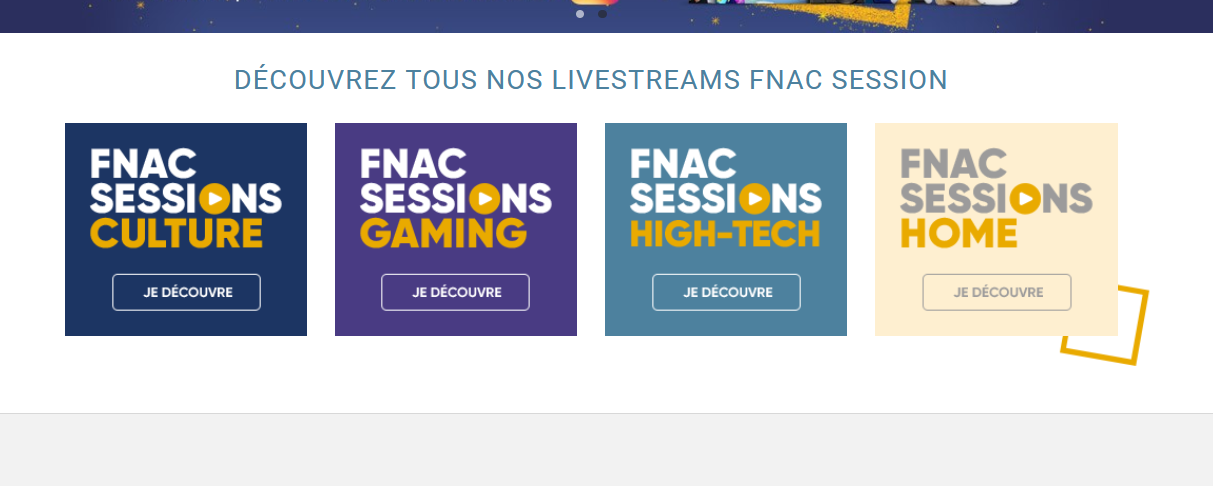 DÉCOUVREZ TOUS NOS LIVESTREAMS FNAC SESSION
FNAC
SESSIONS
CULTURE
JE DÉCOUVRE
FNAC
SESSIONS
GAMING
JE DÉCOUVRE
FNAC
SESSIONS
HIGH-TECH
JE DÉCOUVRE
FNAC
SESSIONS
HOME
JE DÉCOUVRE